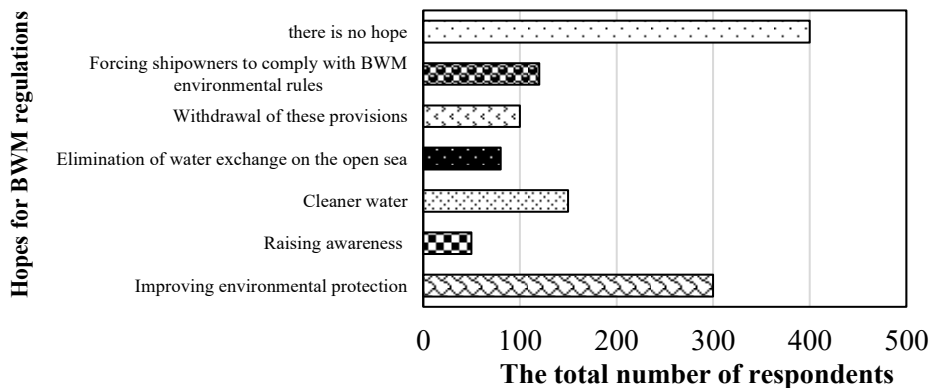 Hopes for BWM regulations
there is no hope
Forcing shipowners to comply with BWM
environmental rules
Withdrawal of these provisions
Elimination of water exchange on the open sea
Cleaner water
Raising awareness
Improving environmental protection
0 100 200 300 400 500
The total number of respondents